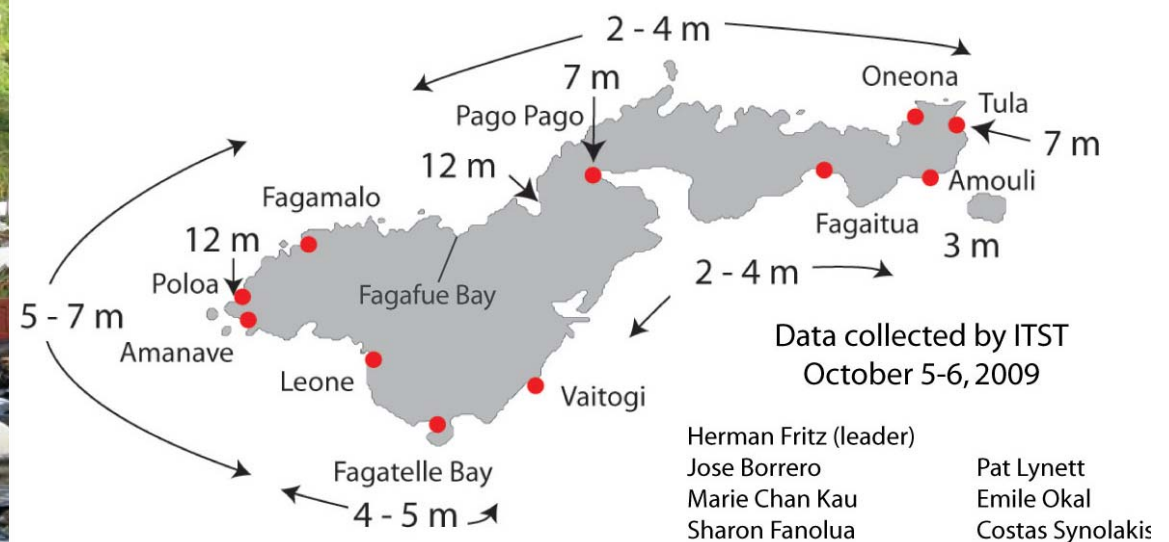 2 - 4 m
7 m
Oneona
Pago Pago
Tula
7 m
12 m
Amouli
Fagamalo
Fagaitua
3 m
12 m
2 - 4 m
Poloa
Fagafue Bay
5 - 7 m
Amanave
Leone
Vaitogi
Fagatelle Bay
4 - 5 m
Data collected by ITST
October 5-6, 2009
Herman Fritz (leader)
Jose Borrero
Pat Lynett
Marie Chan Kau
Emile Okal
Sharon Fanolua
Costas Synolakis